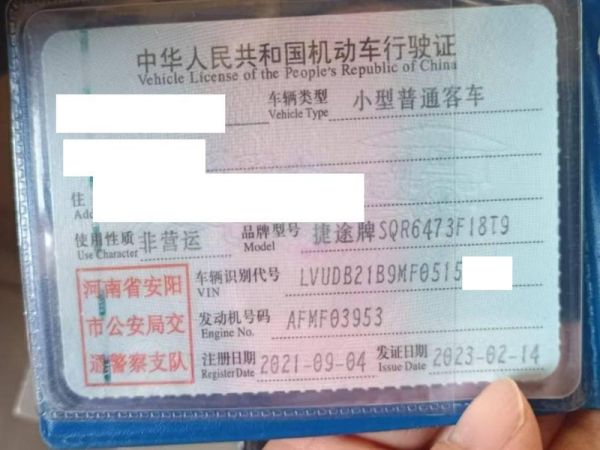 中华人民共和国机动车行驶证
Vehicle License of the People's Republic of China
车辆类型 小型普通客车
Vehicle Type
住
Add
使用性质 非营运 品牌型号 捷途牌SQR6473F18T9
Use Character Model
车辆识别代号 LVUDB21B9MF0515
VIN
发动机号码 AFMF03953
Engine No.
注册日期 2021-09-04 发证日期 2023-02-14
Register Date Issue Date
河南省安阳
市公安局交
通警察支队